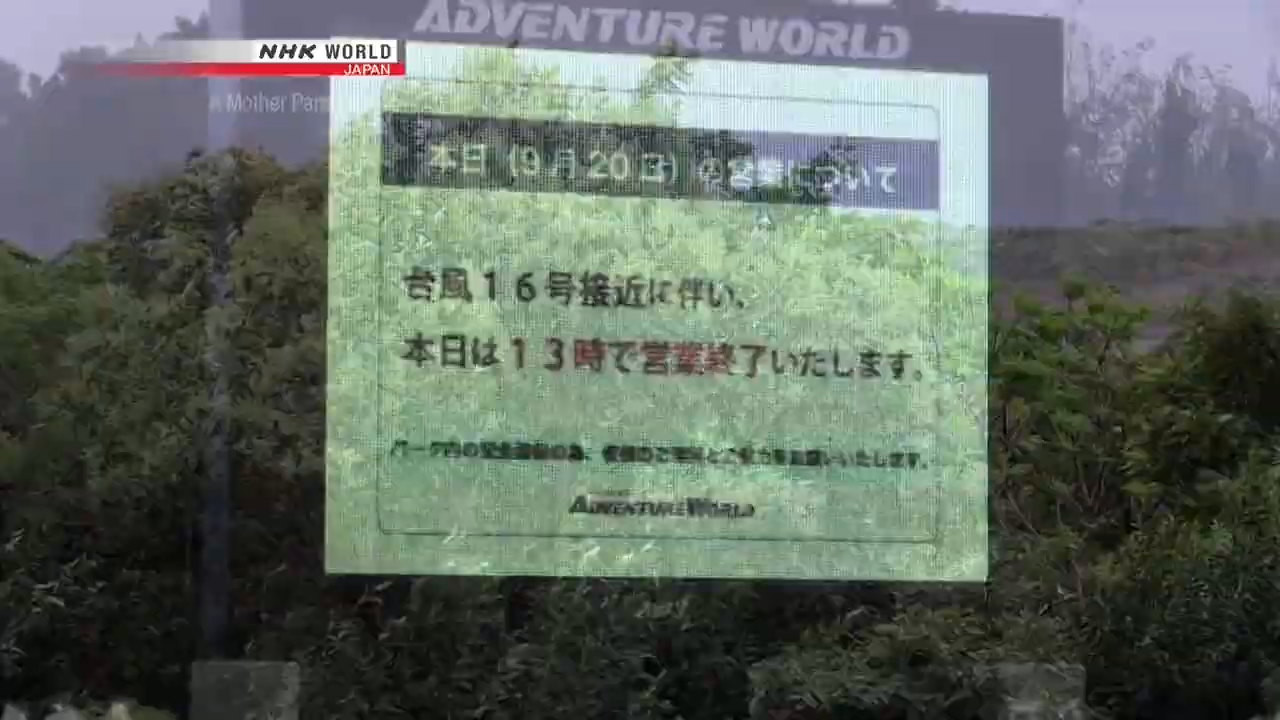 ADVENTURE WORLD
NHK WORLD
JAPAN
Mother Pan
本日(9月20日)の営業について
台風16号接近に伴い、
本日は13時で営業終了いたします。
ADVENTUREWORLD